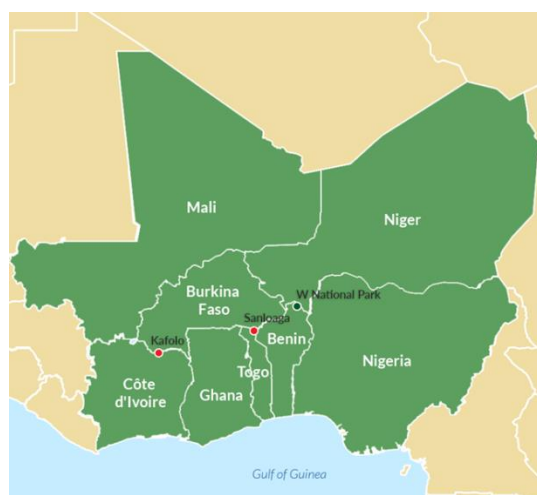 Mali
Niger
W National Park
Burkina
Faso
Sanloaga
Kafolo
Benin
Nigeria
Togo
Côte
d'Ivoire
Ghana
Gulf of Guinea